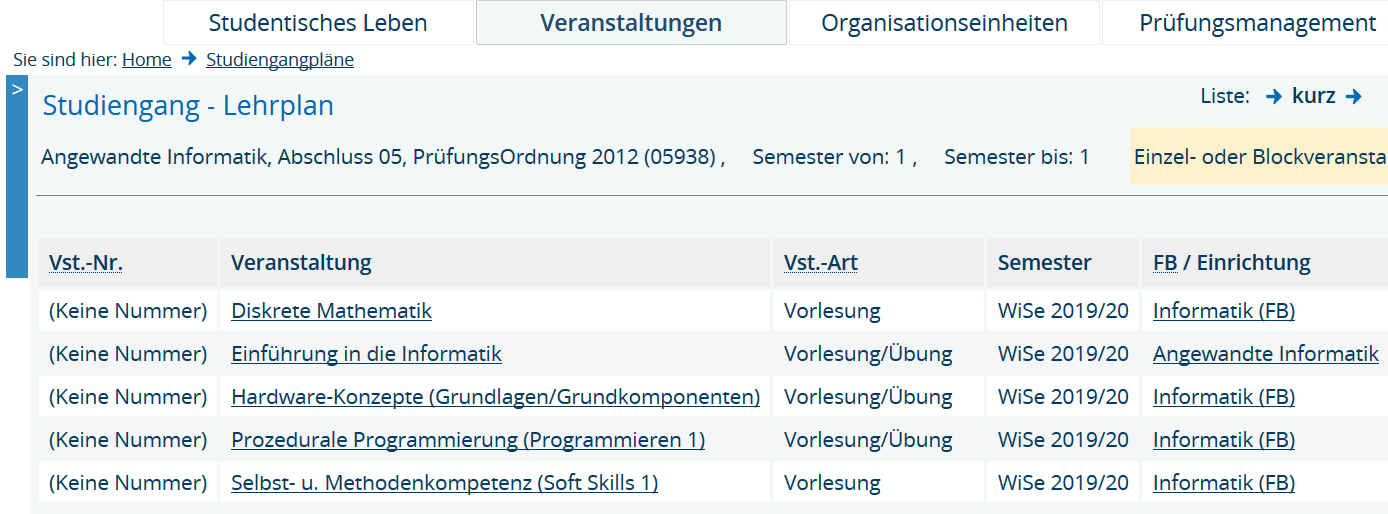 Studentisches Leben Veranstaltungen Organisationseinheiten Prüfungsmanagement
Sie sind hier: Home → Studiengangpläne
>
Studiengang - Lehrplan
Liste: → kurz →
Angewandte Informatik, Abschluss 05, PrüfungsOrdnung 2012 (05938) , Semester von: 1 , Semester bis: 1 Einzel- oder Blockveransta
Vst.-Nr. Veranstaltung Vst.-Art Semester FB / Einrichtung
(Keine Nummer) Diskrete Mathematik Vorlesung WiSe 2019/20 Informatik (FB)
(Keine Nummer) Einführung in die Informatik Vorlesung/Übung WiSe 2019/20 Angewandte Informatik
(Keine Nummer) Hardware-Konzepte (Grundlagen/Grundkomponenten) Vorlesung/Übung WiSe 2019/20 Informatik (FB)
(Keine Nummer) Prozedurale Programmierung (Programmieren 1) Vorlesung/Übung WiSe 2019/20 Informatik (FB)
(Keine Nummer) Selbst- u. Methodenkompetenz (Soft Skills 1) Vorlesung WiSe 2019/20 Informatik (FB)